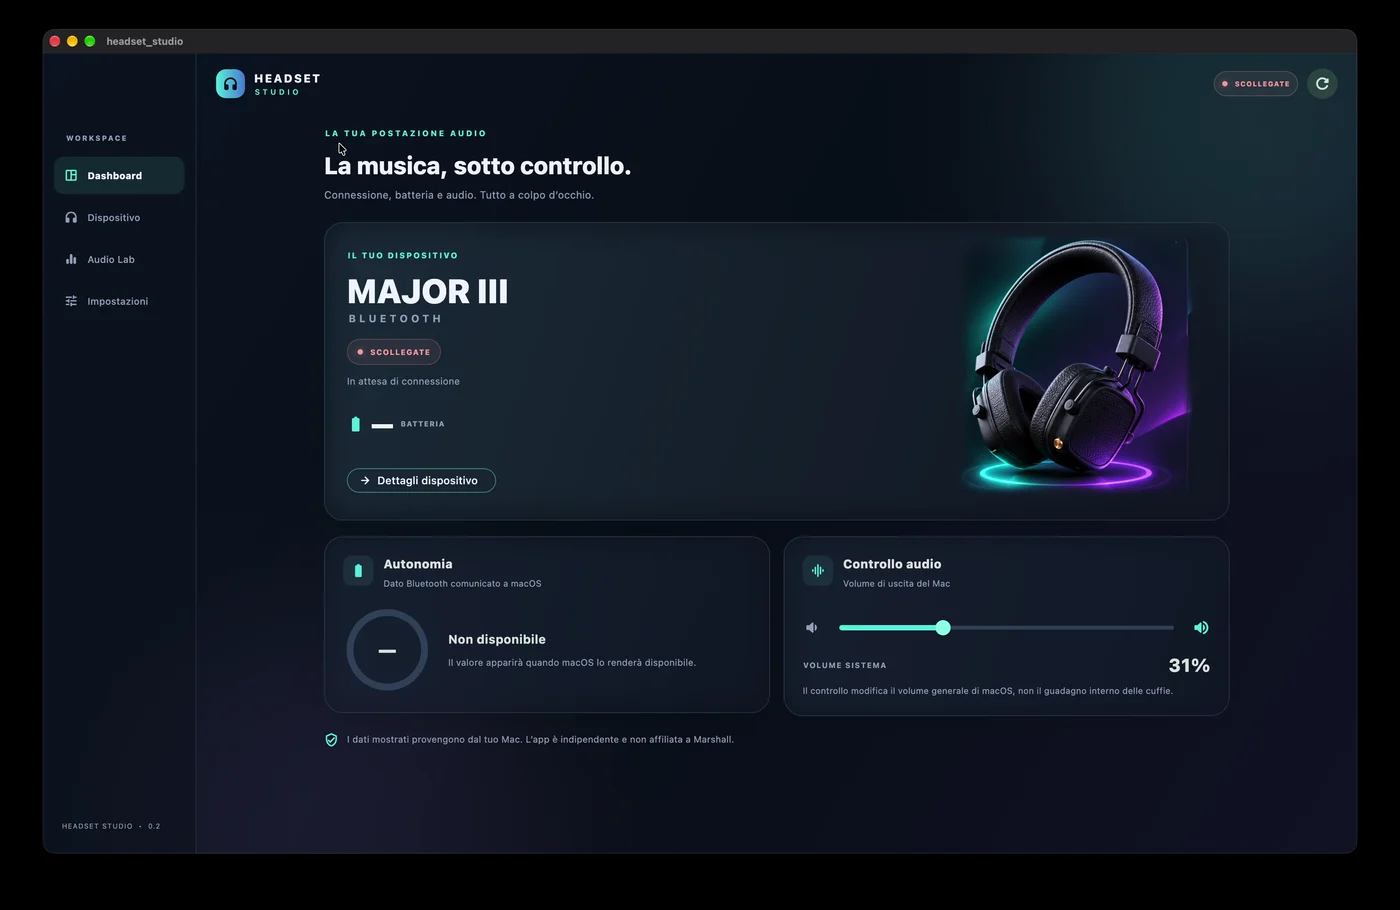 headset_studio
HEADSET
STUDIO
SCOLLEGATE
WORKSPACE
Dashboard
Dispositivo
Audio Lab
Impostazioni
LA TUA POSTAZIONE AUDIO
La musica, sotto controllo.
Connessione, batteria e audio. Tutto a colpo d'occhio.
IL TUO DISPOSITIVO
MAJOR III
BLUETOOTH
SCOLLEGATE
In attesa di connessione
— BATTERIA
Dettagli dispositivo
Autonomia
Dato Bluetooth comunicato a macOS
—
Non disponibile
Il valore apparirà quando macOS lo renderà disponibile.
Controllo audio
Volume di uscita del Mac
VOLUME SISTEMA
31%
Il controllo modifica il volume generale di macOS, non il guadagno interno delle cuffie.
I dati mostrati provengono dal tuo Mac. L'app è indipendente e non affiliata a Marshall.
HEADSET STUDIO • 0.2